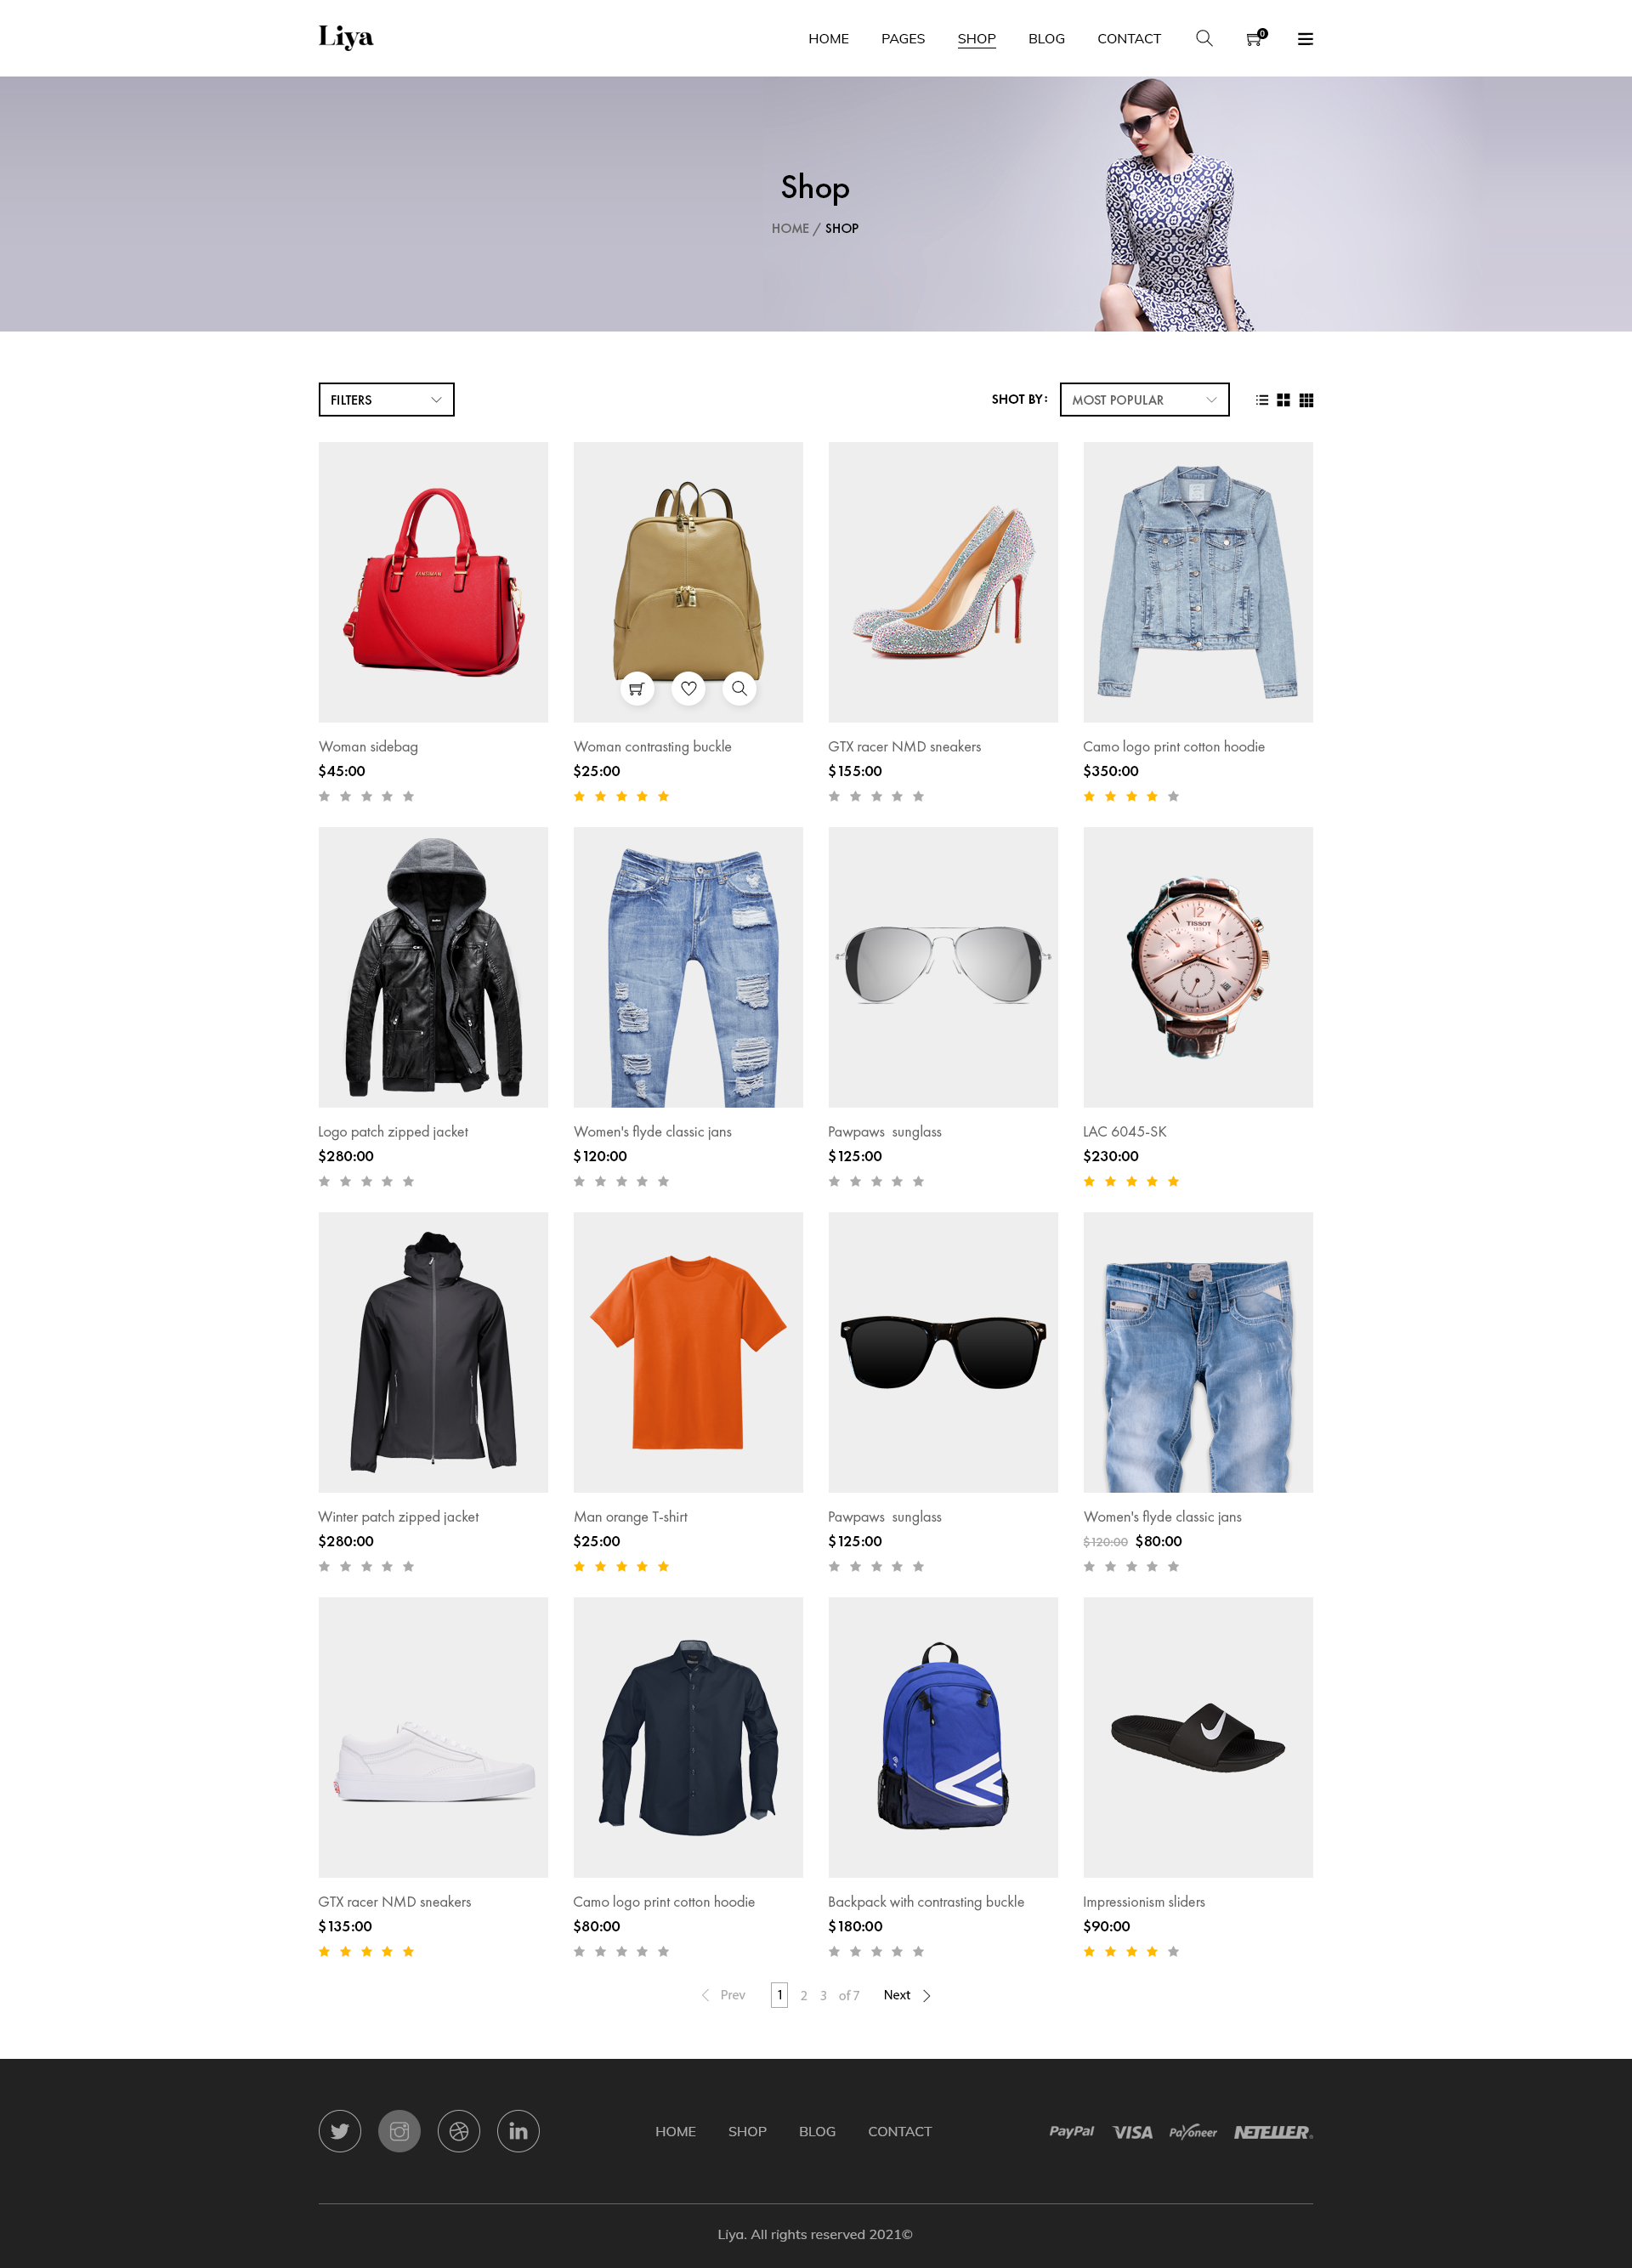 Liya
HOME PAGES SHOP BLOG CONTACT 0
Shop
HOME / SHOP
FILTERS
SHOT BY: MOST POPULAR
Woman sidebag
$45:00
Woman contrasting buckle
$25:00
GTX racer NMD sneakers
$155:00
Camo logo print cotton hoodie
$350:00
TISSOT
Logo patch zipped jacket
$280:00
Women's flyde classic jans
$120:00
Pawpaws sunglass
$125:00
LAC 6045-SK
$230:00
Winter patch zipped jacket
$280:00
Man orange T-shirt
$25:00
Pawpaws sunglass
$125:00
Women's flyde classic jans
$120:00 $80:00
GTX racer NMD sneakers
$135:00
Camo logo print cotton hoodie
$80:00
Backpack with contrasting buckle
$180:00
Impressionism sliders
$90:00
Prev 1 2 3 of 7 Next
HOME SHOP BLOG CONTACT
PayPal VISA Payoneer NETELLER
Liya. All rights reserved 2021©